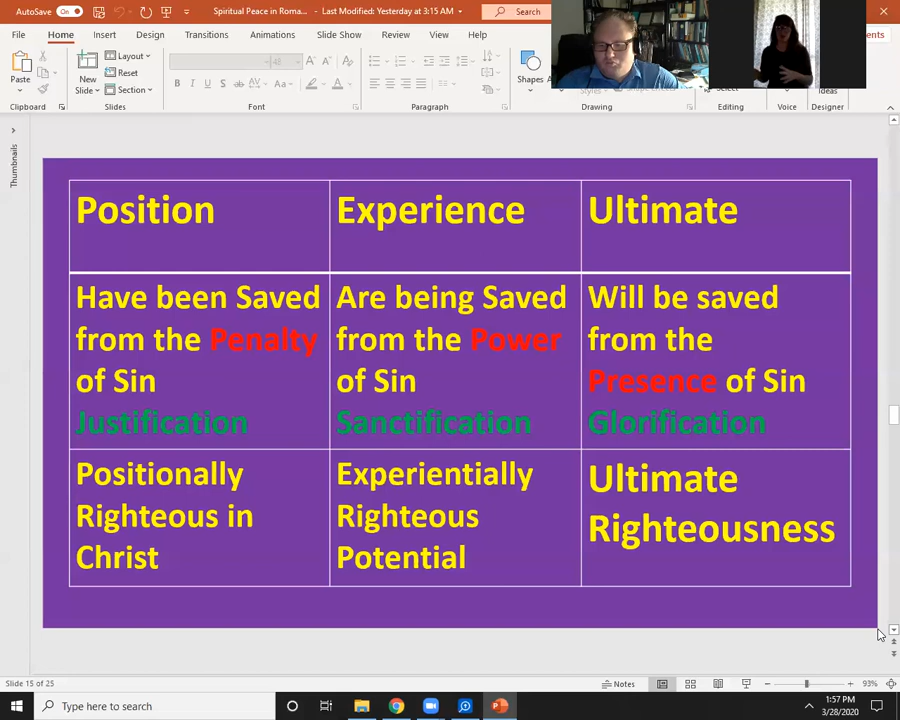 AutoSave On Spiritual Peace in Roma... - Last Modified: Yesterday at 3:15 AM Search
File Home Insert Design Transitions Animations Slide Show Review View Help
Paste
New
Slide
Layout
Reset
Section
48
Shapes
Clipboard Slides Font Paragraph Drawing Editing Voice Designer
Ideas
Thumbnails
Position Experience Ultimate
Have been Saved
from the Penalty
of Sin
Justification
Are being Saved
from the Power
of Sin
Sanctification
Will be saved
from the
Presence of Sin
Glorification
Positionally
Righteous in
Christ
Experientially
Righteous
Potential
Ultimate
Righteousness
Slide 15 of 25 Notes 93%
Type here to search
1:57 PM
3/28/2020